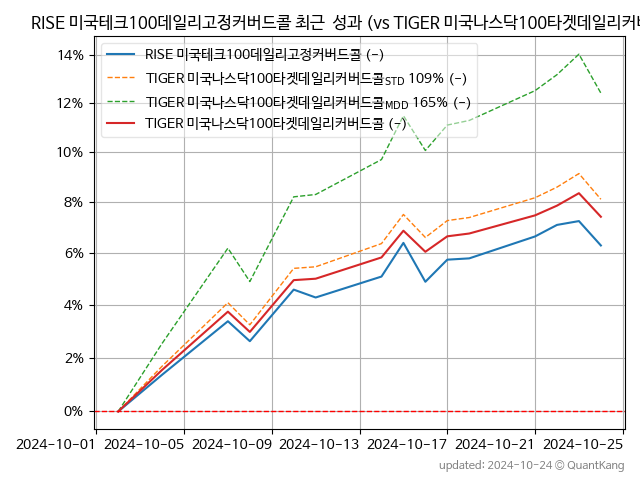 RISE 미국테크100데일리고정커버드콜 최근  성과 (vs TIGER 미국나스닥100타겟데일리커버
RISE 미국테크100데일리고정커버드콜 (-)
TIGER 미국나스닥100타겟데일리커버드콜STD 109% (-)
TIGER 미국나스닥100타겟데일리커버드콜MDD 165% (-)
TIGER 미국나스닥100타겟데일리커버드콜 (-)
14%
12%
10%
8%
6%
4%
2%
0%
2024-10-01 2024-10-05 2024-10-09 2024-10-13 2024-10-17 2024-10-21 2024-10-25
updated: 2024-10-24 © QuantKang